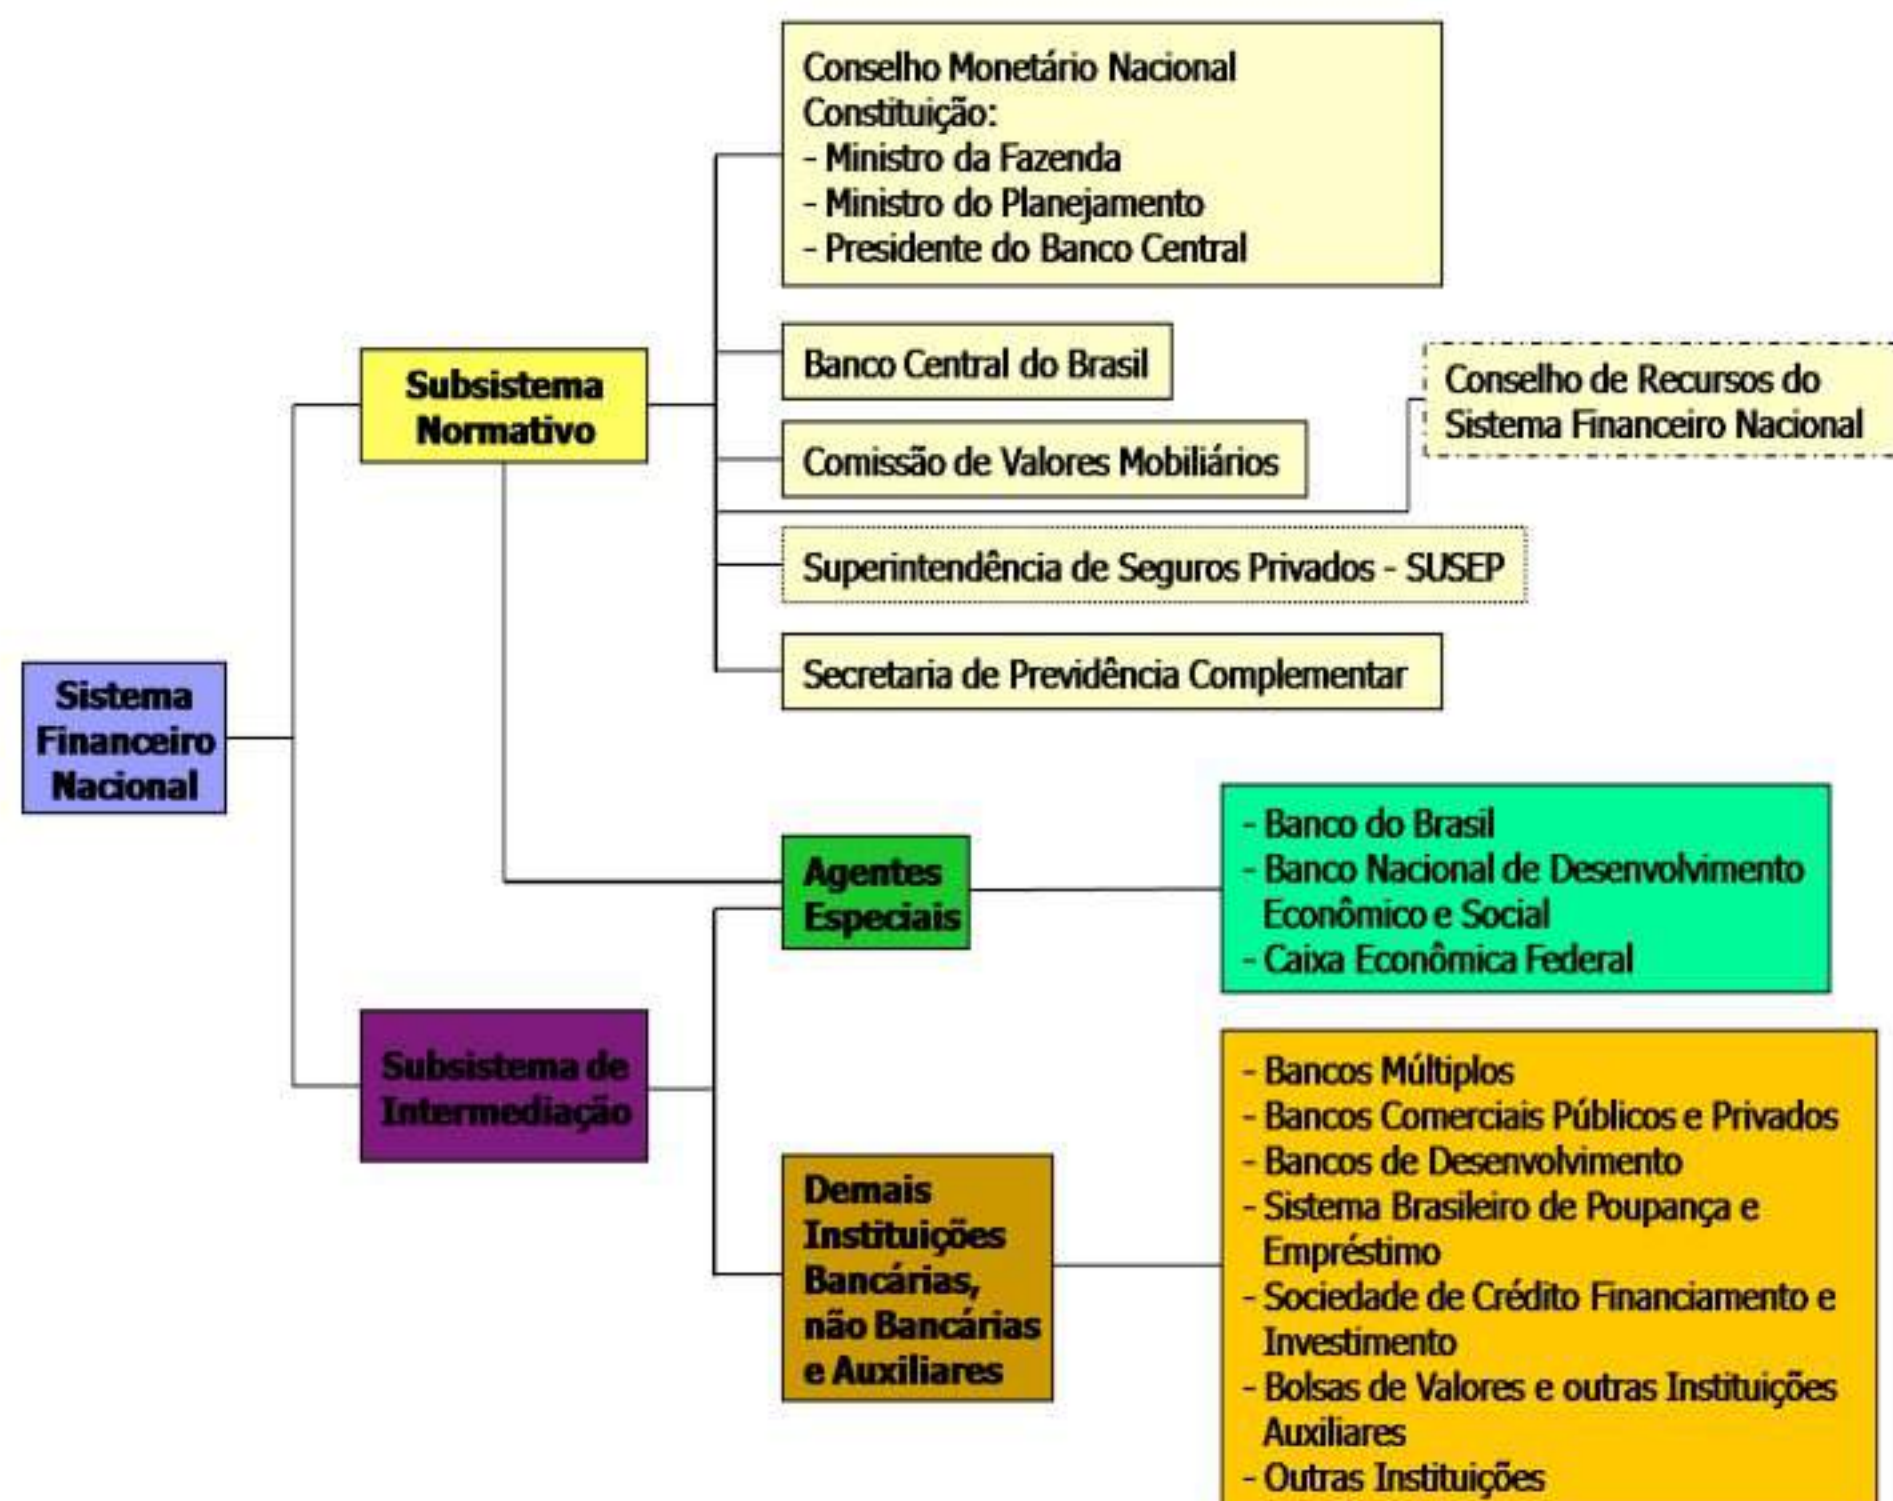 Conselho Monetário Nacional
Constituição:
- Ministro da Fazenda
- Ministro do Planejamento
- Presidente do Banco Central
Banco Central do Brasil
Conselho de Recursos do
Sistema Financeiro Nacional
Subsistema
Normativo
Comissão de Valores Mobiliários
Superintendência de Seguros Privados - SUSEP
Secretaria de Previdência Complementar
Sistema
Financeiro
Nacional
Agentes
Especiais
- Banco do Brasil
- Banco Nacional de Desenvolvimento
Econômico e Social
- Caixa Econômica Federal
Subsistema de
Intermediação
Demais
Instituições
Bancárias,
não Bancárias
e Auxiliares
- Bancos Múltiplos
- Bancos Comerciais Públicos e Privados
- Bancos de Desenvolvimento
- Sistema Brasileiro de Poupança e
Empréstimo
- Sociedade de Crédito Financiamento e
Investimento
- Bolsas de Valores e outras Instituições
Auxiliares
- Outras Instituições